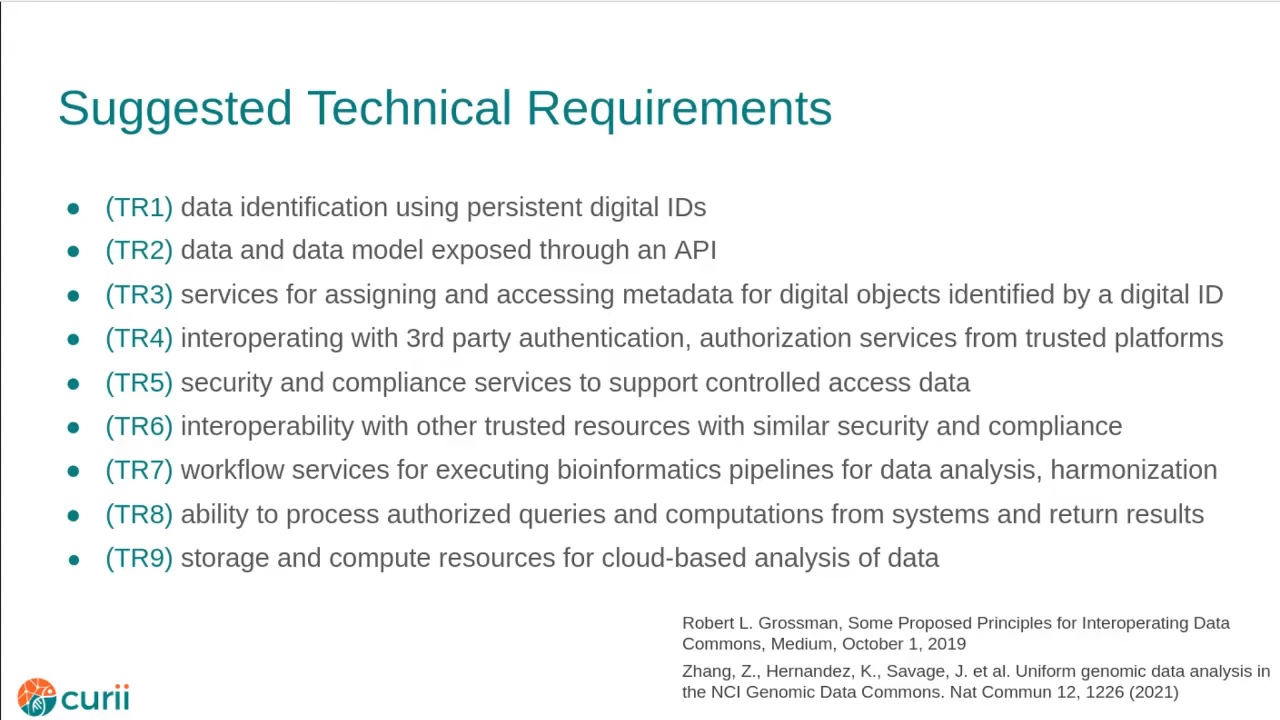 Suggested Technical Requirements
● (TR1) data identification using persistent digital IDs
● (TR2) data and data model exposed through an API
● (TR3) services for assigning and accessing metadata for digital objects identified by a digital ID
● (TR4) interoperating with 3rd party authentication, authorization services from trusted platforms
● (TR5) security and compliance services to support controlled access data
● (TR6) interoperability with other trusted resources with similar security and compliance
● (TR7) workflow services for executing bioinformatics pipelines for data analysis, harmonization
● (TR8) ability to process authorized queries and computations from systems and return results
● (TR9) storage and compute resources for cloud-based analysis of data
Robert L. Grossman, Some Proposed Principles for Interoperating Data
Commons, Medium, October 1, 2019
Zhang, Z., Hernandez, K., Savage, J. et al. Uniform genomic data analysis in
the NCI Genomic Data Commons. Nat Commun 12, 1226 (2021)
curii